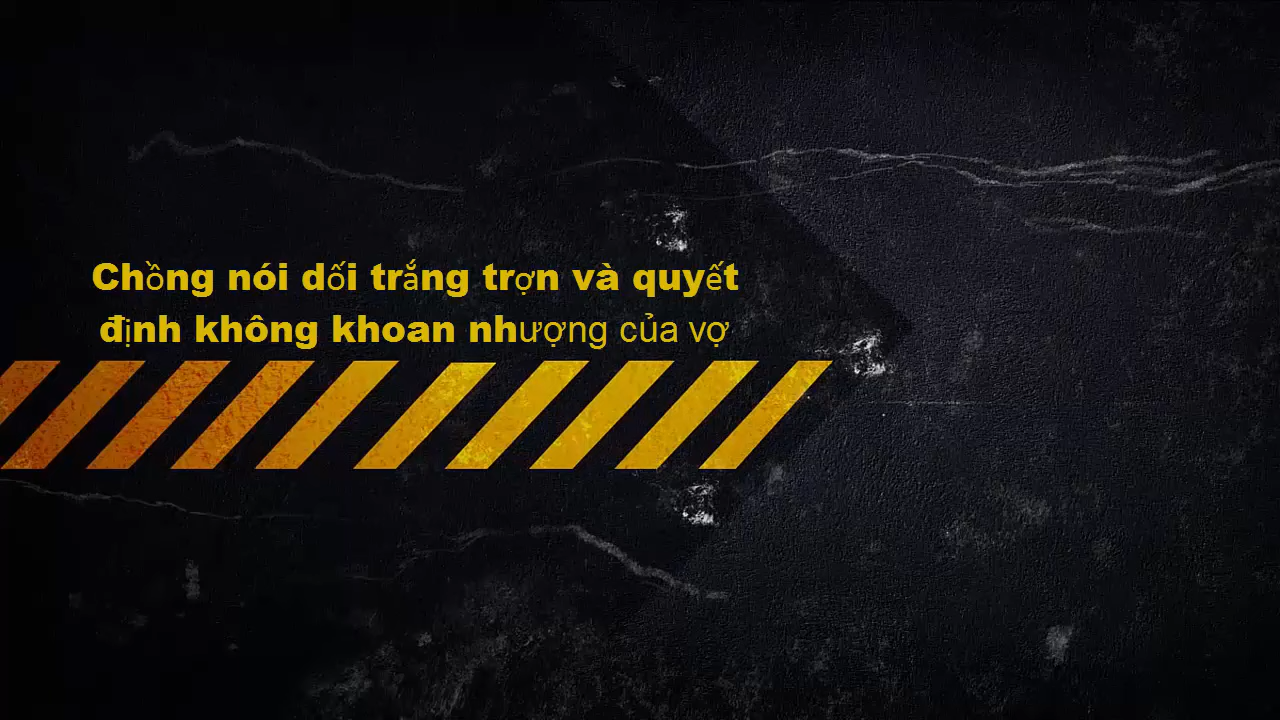 Chồng nói dối trắng trợn và quyết
định không khoan nhượng của vợ